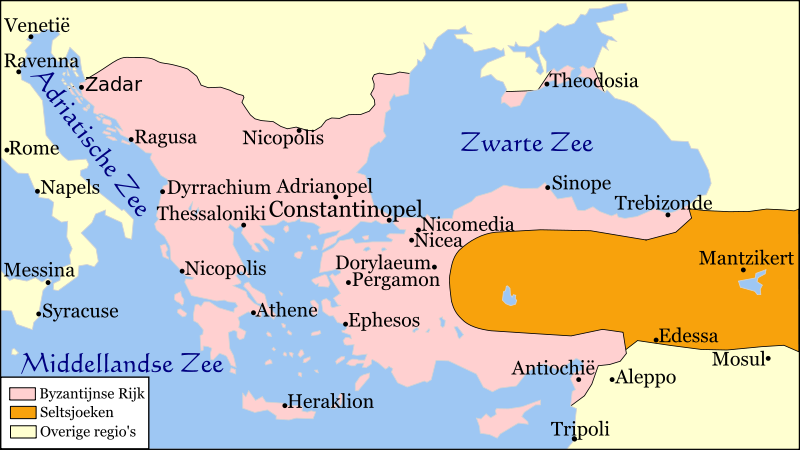 Venetië
Ravenna
Zadar
Adriatische Zee
Theodosia
Ragusa
Nicopolis
Zwarte Zee
Rome
Napels
Dyrrachium
Adrianopel
Sinope
Trebizonde
Thessaloniki
Constantinopel
Nicomedia
Nicea
Messina
Nicopolis
Dorylaeum
Pergamon
Mantzikert
Syracuse
Athene
Ephesos
Edessa
Mosul
Middellandse Zee
Antiochië
Aleppo
Heraklion
Tripoli
Byzantijnse Rijk
Seltsjoeken
Overige regio's